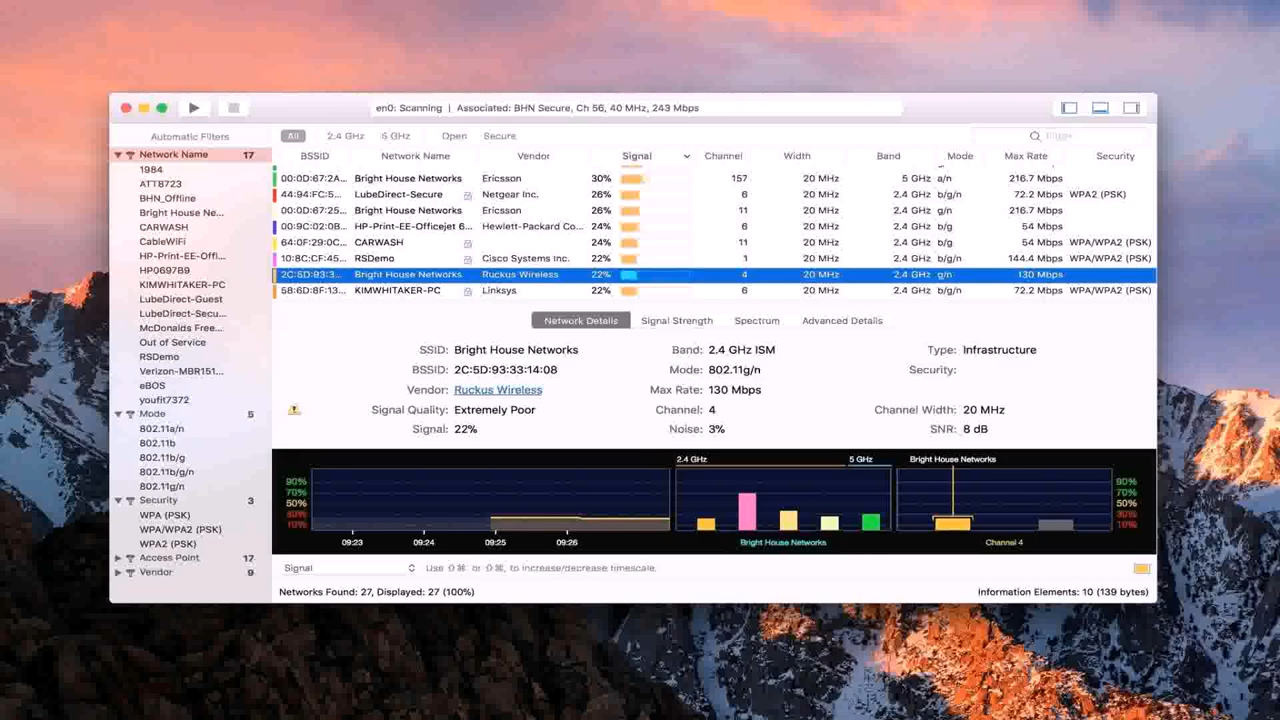 en0: Scanning | Associated: BHN Secure, Ch 56, 40 MHz, 243 Mbps
Automatic Filters
Network Name 17
1984
ATT8723
BHN_Offline
Bright House Ne...
CARWASH
CableWiFi
HP-Print-EE-Offi...
HP0697B9
KIMWHITAKER-PC
LubeDirect-Guest
LubeDirect-Secu...
McDonalds Free...
Out of Service
RSDemo
Verizon-MBR151...
eBOS
youfit7372
Mode 5
802.11a/n
802.11b
802.11b/g
802.11b/g/n
802.11g/n
Security 3
WPA (PSK)
WPA/WPA2 (PSK)
WPA2 (PSK)
Access Point 17
Vendor 9
All 2.4 GHz 5 GHz Open Secure Filter
BSSID Network Name Vendor Signal Channel Width Band Mode Max Rate Security
00:0D:67:2A... Bright House Networks Ericsson 30% 157 20 MHz 5 GHz a/n 216.7 Mbps
44:94:FC:5... LubeDirect-Secure Netgear Inc. 26% 6 20 MHz 2.4 GHz b/g/n 72.2 Mbps WPA2 (PSK)
00:0D:67:25... Bright House Networks Ericsson 26% 11 20 MHz 2.4 GHz b/g/n 216.7 Mbps
00:9C:02:0B... HP-Print-EE-Officejet 6... Hewlett-Packard Co... 24% 6 20 MHz 2.4 GHz b/g 54 Mbps
64:0F:29:0C... CARWASH 24% 11 20 MHz 2.4 GHz b/g 54 Mbps WPA/WPA2 (PSK)
10:8C:CF:45... RSDemo Cisco Systems Inc. 22% 1 20 MHz 2.4 GHz b/g/n 144.4 Mbps WPA/WPA2 (PSK)
2C:5D:93:3... Bright House Networks Ruckus Wireless 22% 4 20 MHz 2.4 GHz g/n 130 Mbps
58:6D:8F:13... KIMWHITAKER-PC Linksys 22% 6 20 MHz 2.4 GHz b/g/n 72.2 Mbps WPA/WPA2 (PSK)
Network Details Signal Strength Spectrum Advanced Details
SSID: Bright House Networks Band: 2.4 GHz ISM Type: Infrastructure
BSSID: 2C:5D:93:33:14:08 Mode: 802.11g/n Security:
Vendor: Ruckus Wireless Max Rate: 130 Mbps
Signal Quality: Extremely Poor Channel: 4 Channel Width: 20 MHz
Signal: 22% Noise: 3% SNR: 8 dB
2.4 GHz 5 GHz Bright House Networks
90% 90%
70% 70%
50% 50%
30% 30%
10% 10%
09:23 09:24 09:25 09:26 Bright House Networks Channel 4
Signal Use ⇧⌘ or ⇧⌘, to increase/decrease timescale.
Networks Found: 27, Displayed: 27 (100%) Information Elements: 10 (139 bytes)